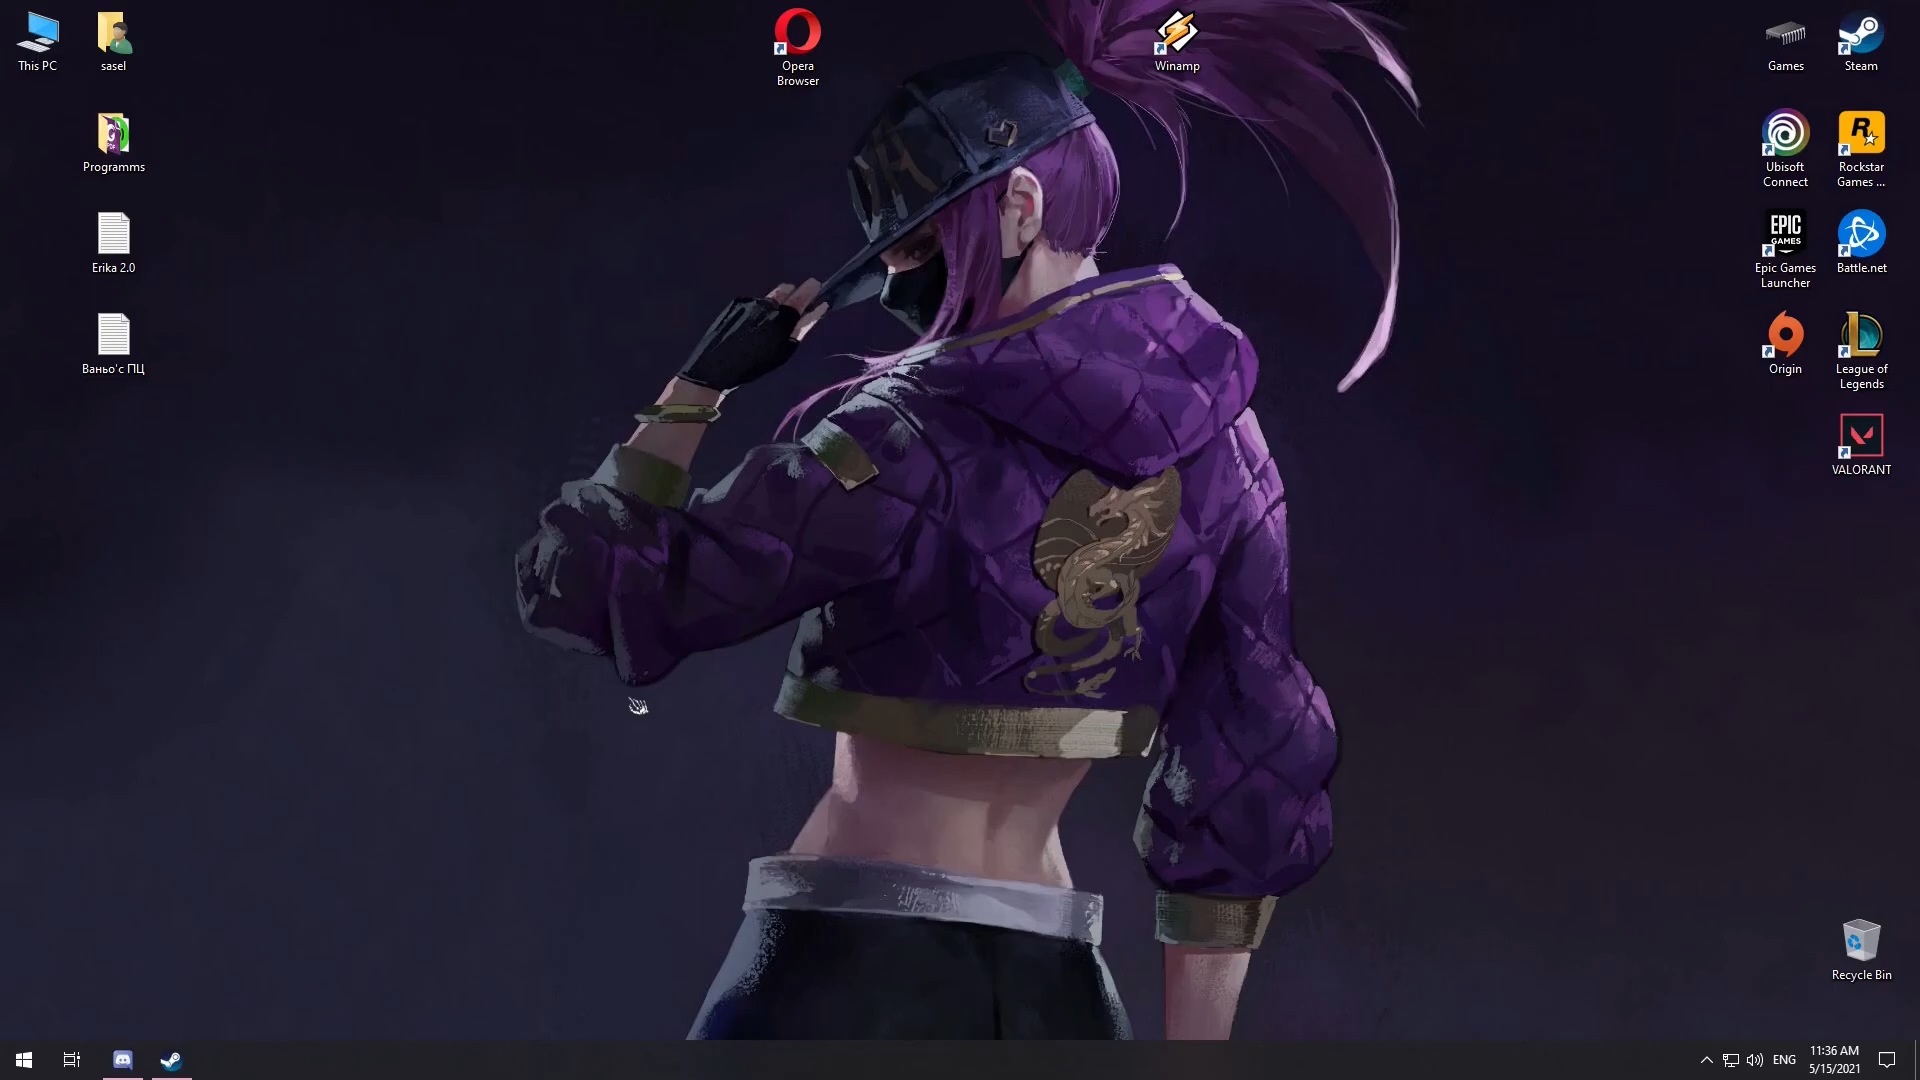 This PC
sasel
Opera
Browser
Winamp
Games
Steam
Programms
Ubisoft
Connect
Rockstar
Games ...
Erika 2.0
EPIC
GAMES
Epic Games
Launcher
Battle.net
Ваньо'с ПЦ
Origin
League of
Legends
VALORANT
Recycle Bin
ENG
11:36 AM
5/15/2021